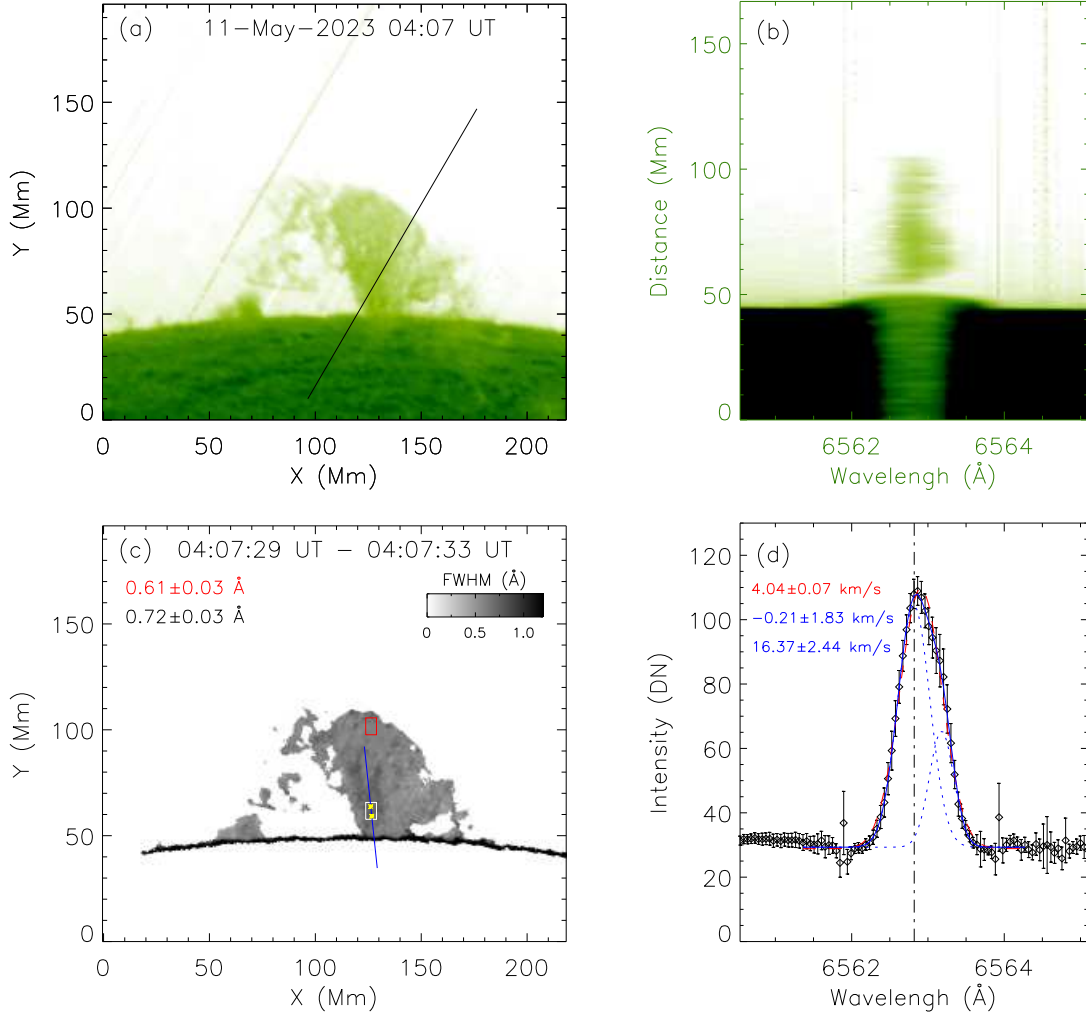 (a) 11-May-2023 04:07 UT
150
100
50
0
Y (Mm)
0 50 100 150 200
X (Mm)
(b)
150
100
50
0
Distance (Mm)
6562 6564
Wavelengh (Å)
(c) 04:07:29 UT - 04:07:33 UT
0.61±0.03 Å
0.72±0.03 Å
FWHM (Å)
0 0.5 1.0
150
100
50
0
Y (Mm)
0 50 100 150 200
X (Mm)
(d)
4.04±0.07 km/s
-0.21±1.83 km/s
16.37±2.44 km/s
120
100
80
60
40
20
0
Intensity (DN)
6562 6564
Wavelengh (Å)